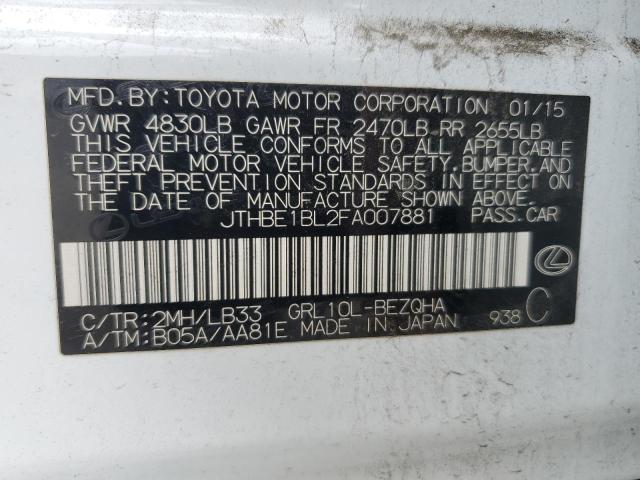 MFD. BY: TOYOTA MOTOR CORPORATION 01/15
GVWR 4830LB GAWR FR 2470LB RR 2655LB
THIS VEHICLE CONFORMS TO ALL APPLICABLE
FEDERAL MOTOR VEHICLE SAFETY, BUMPER, AND
THEFT PREVENTION STANDARDS IN EFFECT ON
THE DATE OF MANUFACTURE SHOWN ABOVE.
JTHBE1BL2FA007881 PASS. CAR
C/TR: 2MH/LB33 GRL10L-BEZQHA
A/TM: B05A/AA81E MADE IN JAPAN 938 C